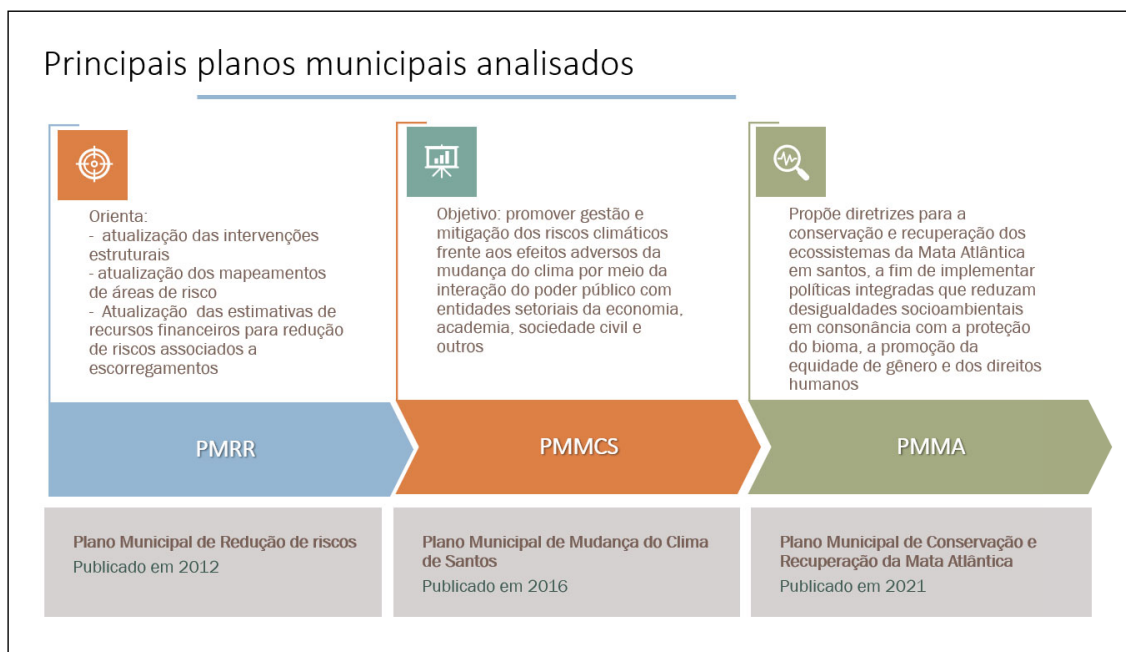 Principais planos municipais analisados
Orienta:
- atualização das intervenções
estruturais
- atualização dos mapeamentos
de áreas de risco
- Atualização das estimativas de
recursos financeiros para redução
de riscos associados a
escorregamentos
PMRR
Plano Municipal de Redução de riscos
Publicado em 2012
Objetivo: promover gestão e
mitigação dos riscos climáticos
frente aos efeitos adversos da
mudança do clima por meio da
interação do poder público com
entidades setoriais da economia,
academia, sociedade civil e
outros
PMMCS
Plano Municipal de Mudança do Clima
de Santos
Publicado em 2016
Propõe diretrizes para a
conservação e recuperação dos
ecossistemas da Mata Atlântica
em santos, a fim de implementar
políticas integradas que reduzam
desigualdades socioambientais
em consonância com a proteção
do bioma, a promoção da
equidade de gênero e dos direitos
humanos
PMMA
Plano Municipal de Conservação e
Recuperação da Mata Atlântica
Publicado em 2021